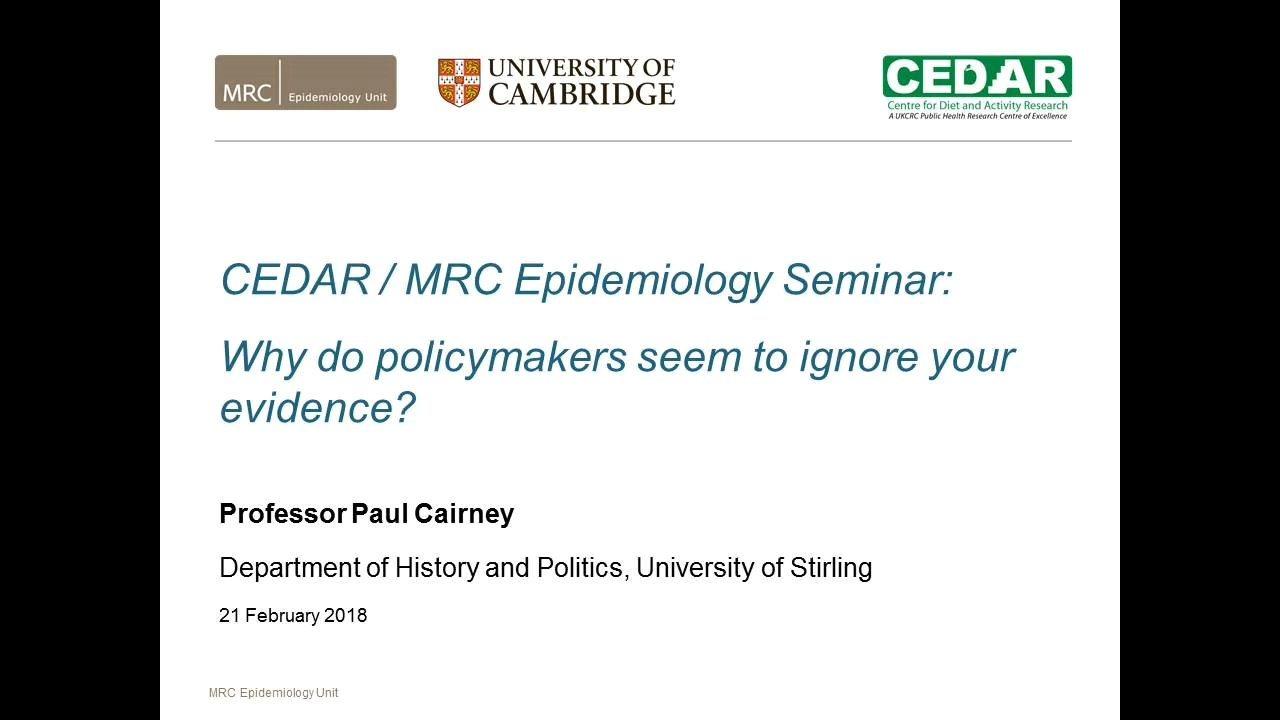 MRC Epidemiology Unit
UNIVERSITY OF
CAMBRIDGE
CEDAR
Centre for Diet and Activity Research
A UKCRC Public Health Research Centre of Excellence
CEDAR / MRC Epidemiology Seminar:
Why do policymakers seem to ignore your
evidence?
Professor Paul Cairney
Department of History and Politics, University of Stirling
21 February 2018
MRC Epidemiology Unit